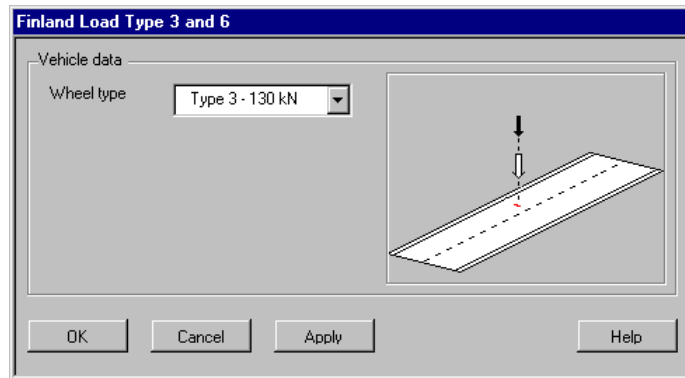 Finland Load Type 3 and 6
Vehicle data
Wheel type Type 3 - 130 kN
OK Cancel Apply Help